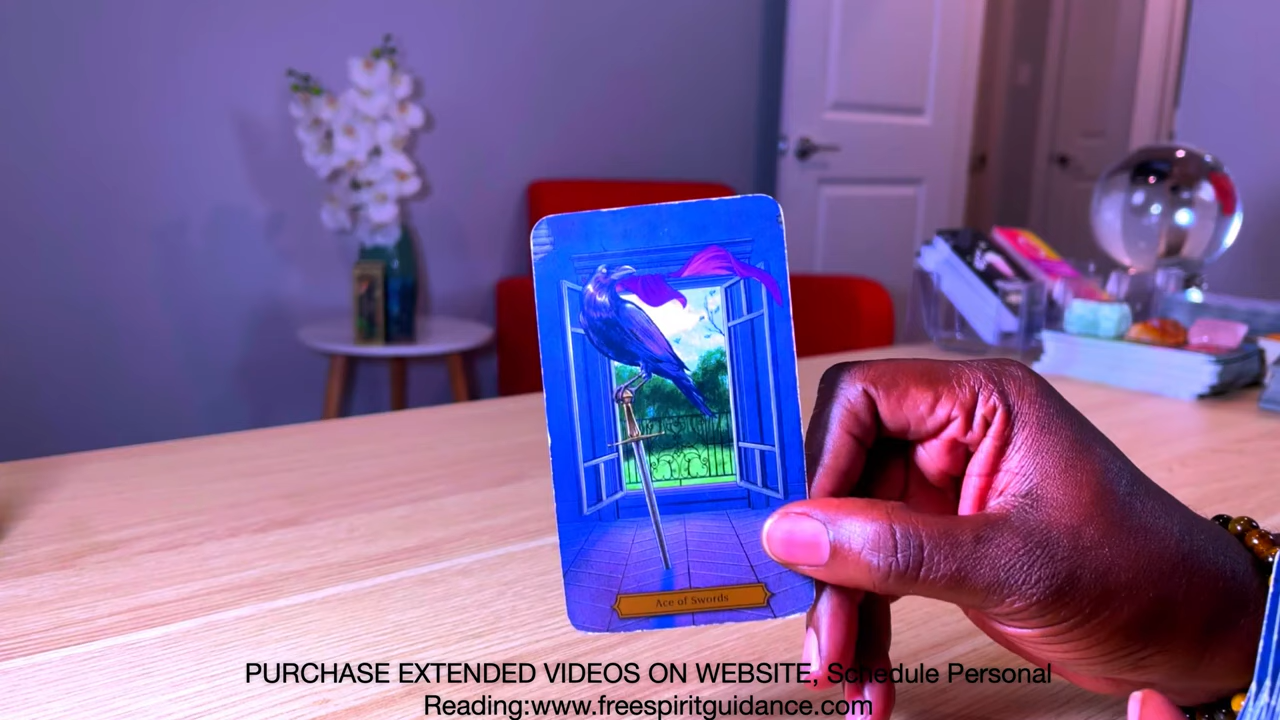 Ace of Swords
PURCHASE EXTENDED VIDEOS ON WEBSITE, Schedule Personal
Reading:www.freespiritguidance.com